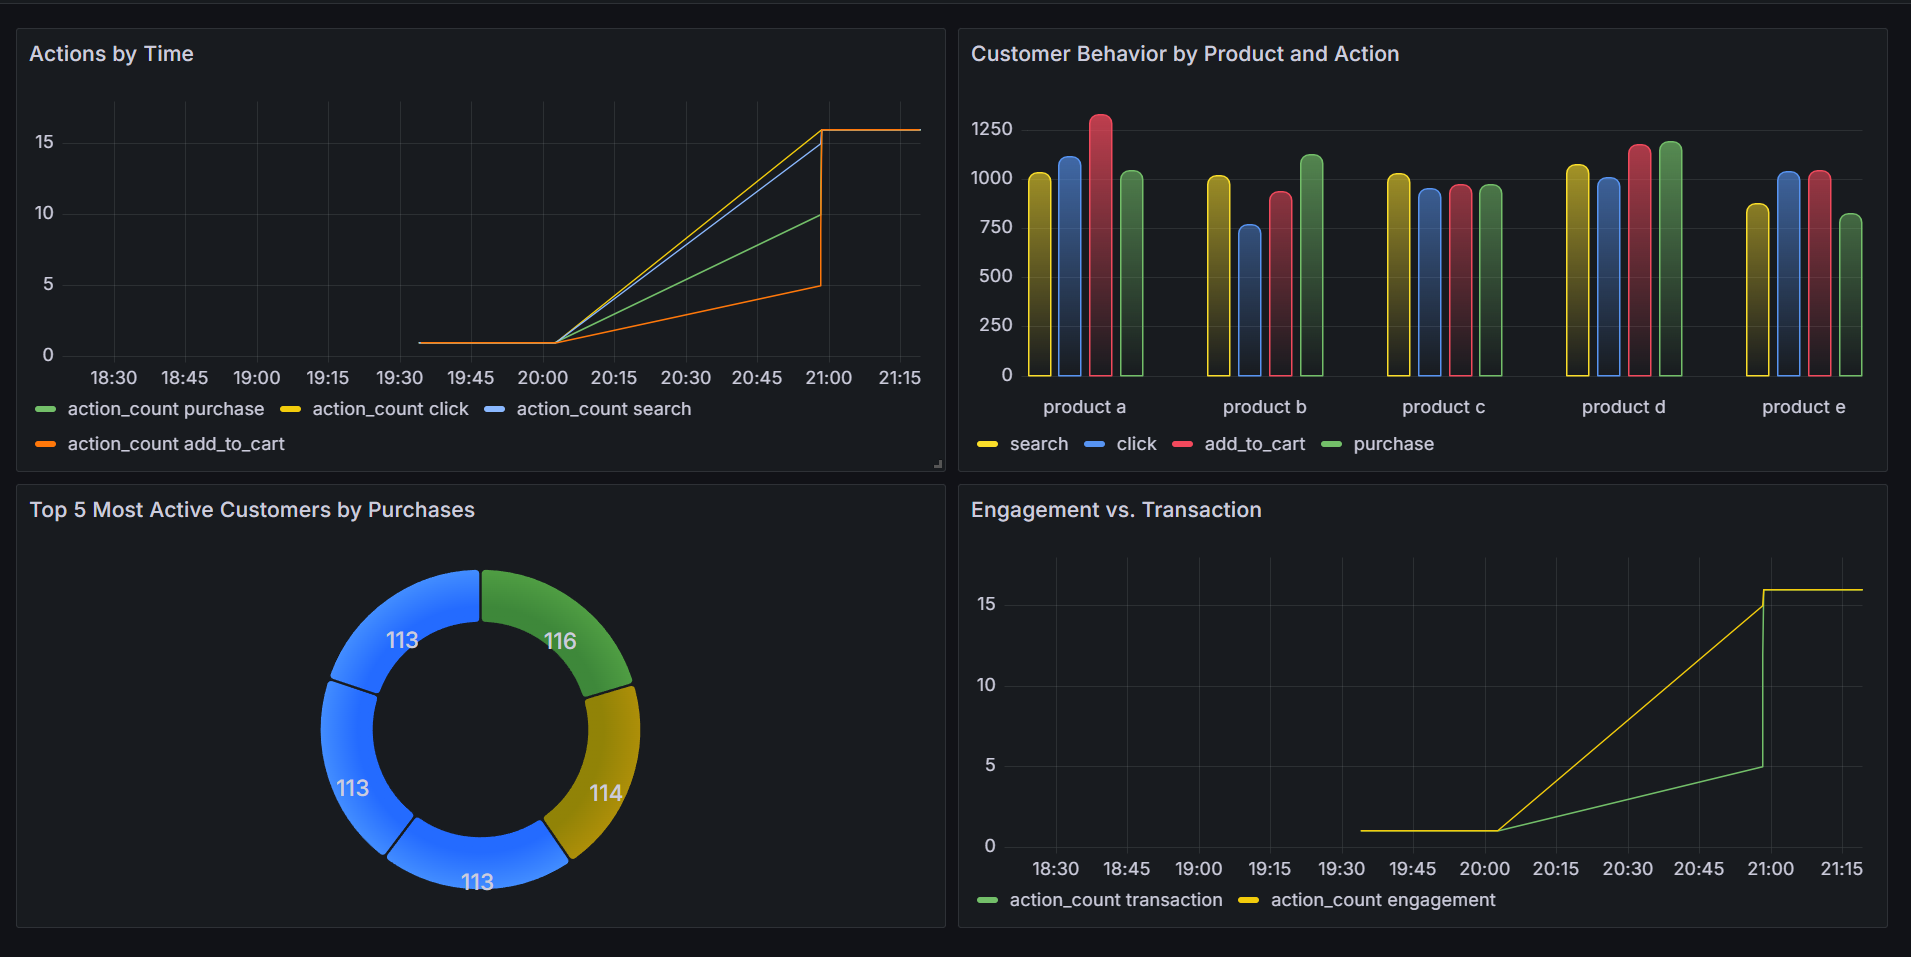 Actions by Time
15
10
5
0
18:30 18:45 19:00 19:15 19:30 19:45 20:00 20:15 20:30 20:45 21:00 21:15
action_count purchase action_count click action_count search
action_count add_to_cart
Customer Behavior by Product and Action
1250
1000
750
500
250
0
product a product b product c product d product e
search click add_to_cart purchase
Top 5 Most Active Customers by Purchases
113 116
113 114
113
Engagement vs. Transaction
15
10
5
0
18:30 18:45 19:00 19:15 19:30 19:45 20:00 20:15 20:30 20:45 21:00 21:15
action_count transaction action_count engagement